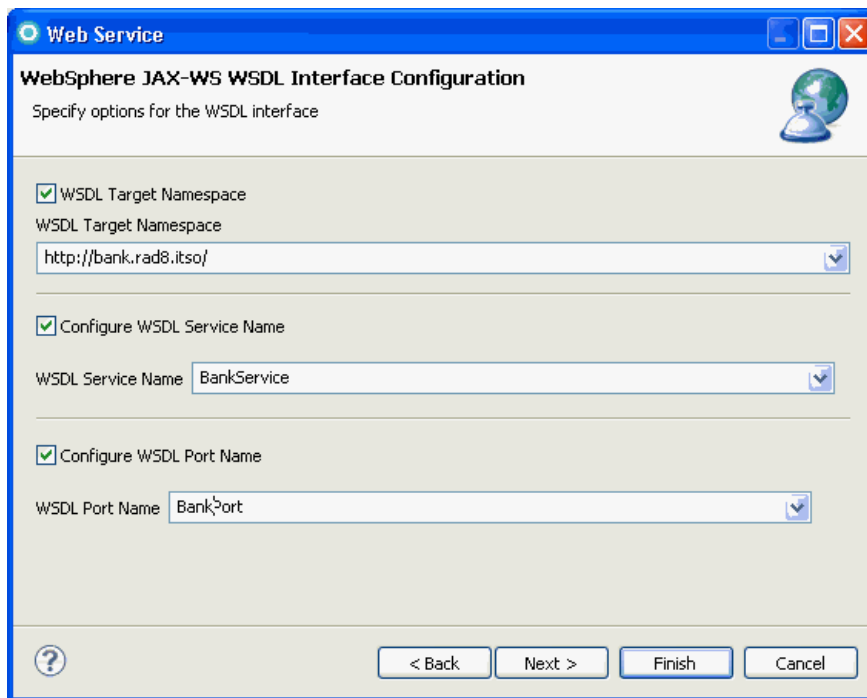 Web Service
WebSphere JAX-WS WSDL Interface Configuration
Specify options for the WSDL interface
WSDL Target Namespace
WSDL Target Namespace
http://bank.rad8.itso/
Configure WSDL Service Name
WSDL Service Name BankService
Configure WSDL Port Name
WSDL Port Name BankPort
? < Back Next > Finish Cancel